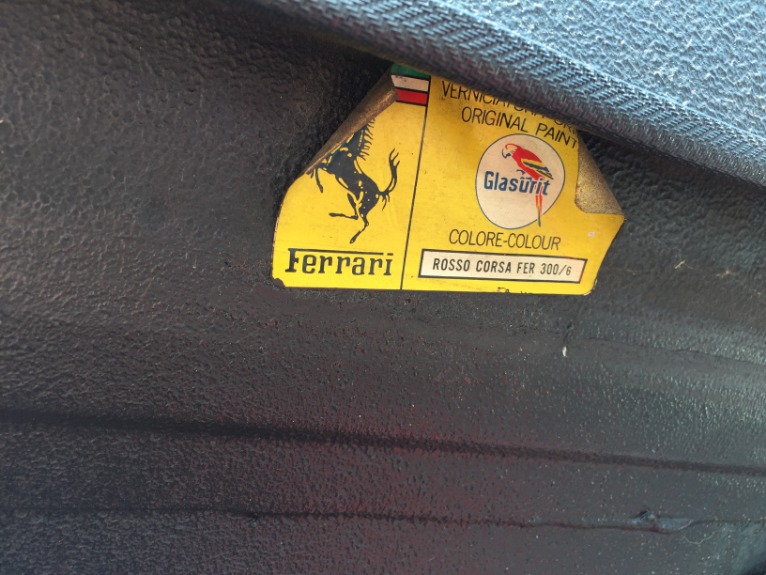 Ferrari
ORIGINAL PAINT
Glasurit
COLORE-COLOUR
ROSSO CORSA FER 300/6